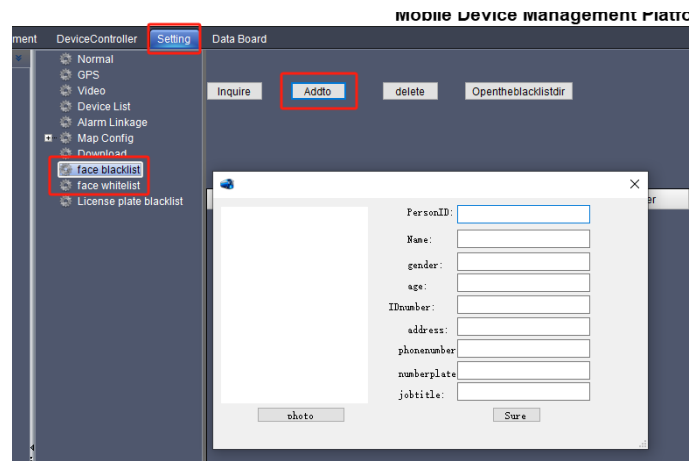 Mobile Device Management Platfo
ment DeviceController Setting Data Board
Normal
GPS
Video
Device List
Alarm Linkage
Map Config
Download
face blacklist
face whitelist
License plate blacklist
Inquire Addto delete Opentheblacklistdir
er
PersonID:
Name:
gender:
age:
IDnumber:
address:
phonenumber
numberplate
jobtitle:
photo Sure